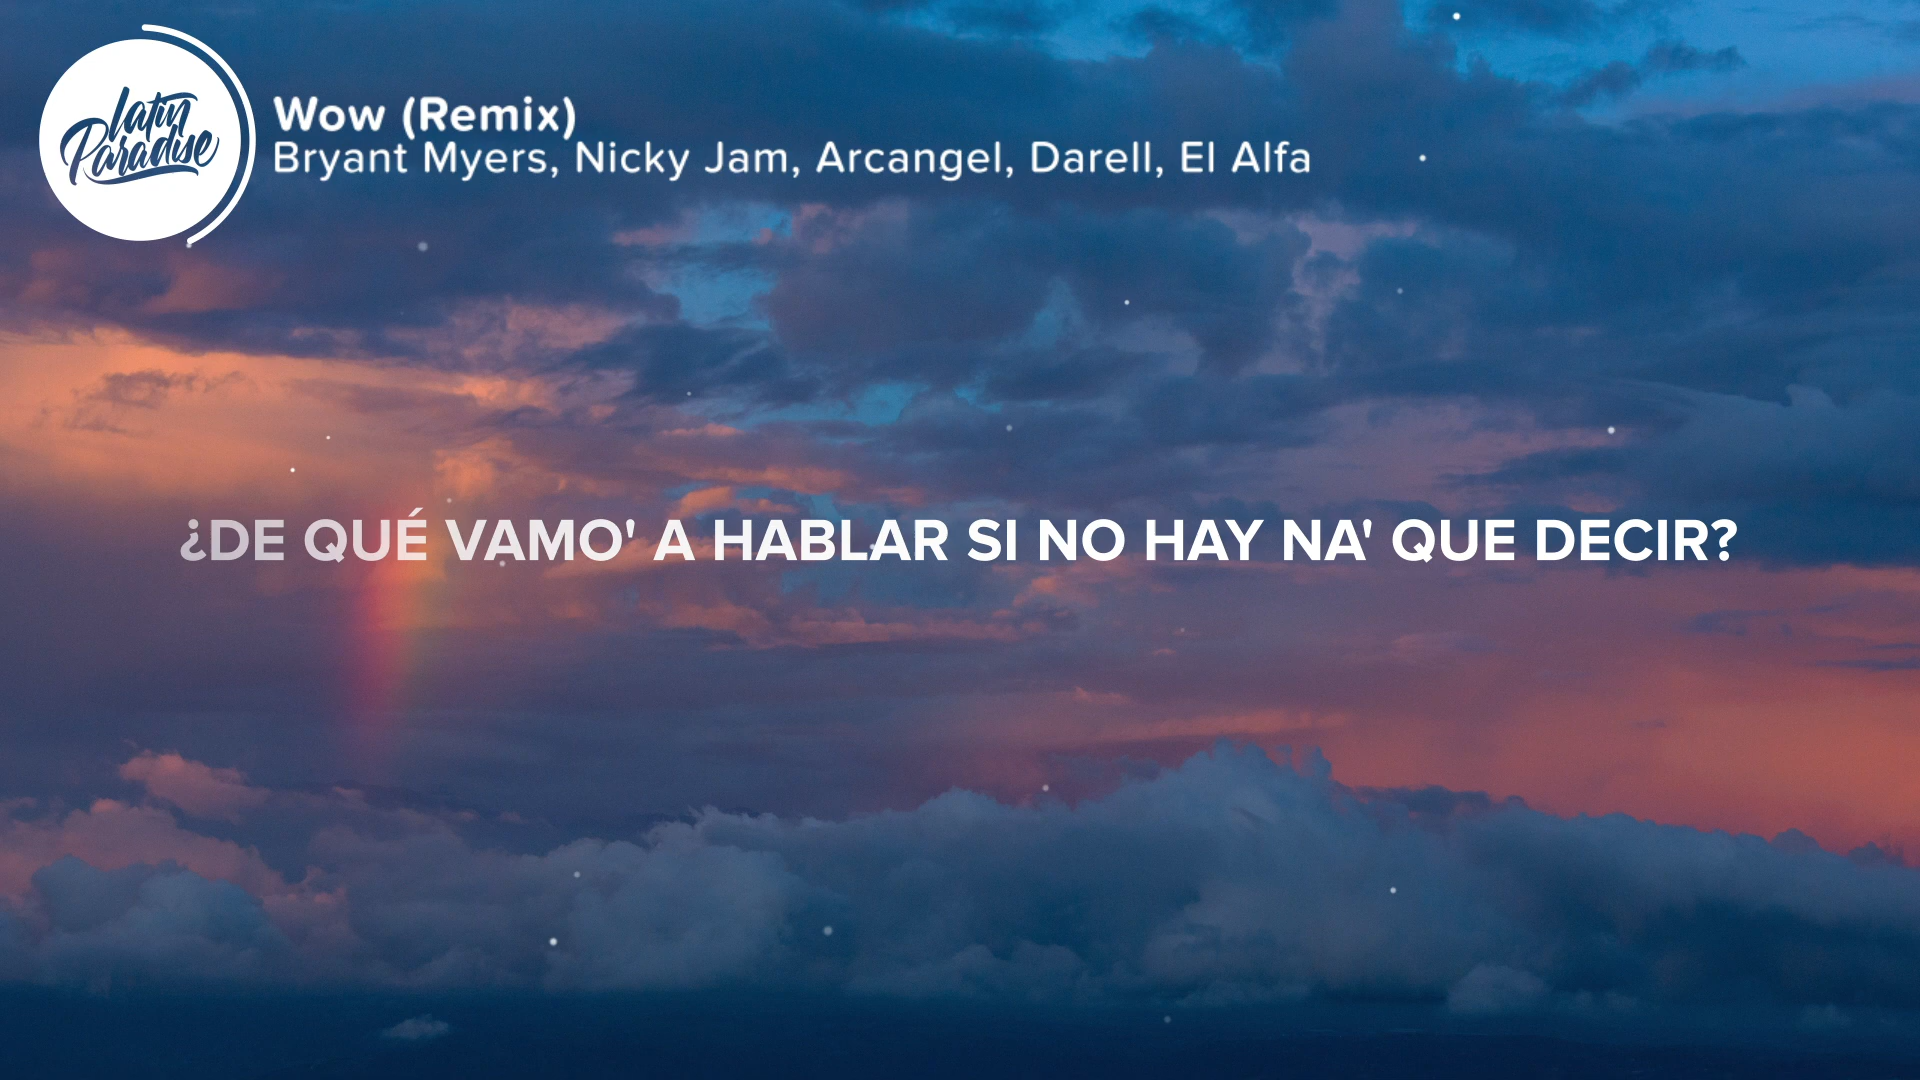 latin
Paradise
Wow (Remix)
Bryant Myers, Nicky Jam, Arcangel, Darell, El Alfa
¿DE QUÉ VAMO' A HABLAR SI NO HAY NA' QUE DECIR?